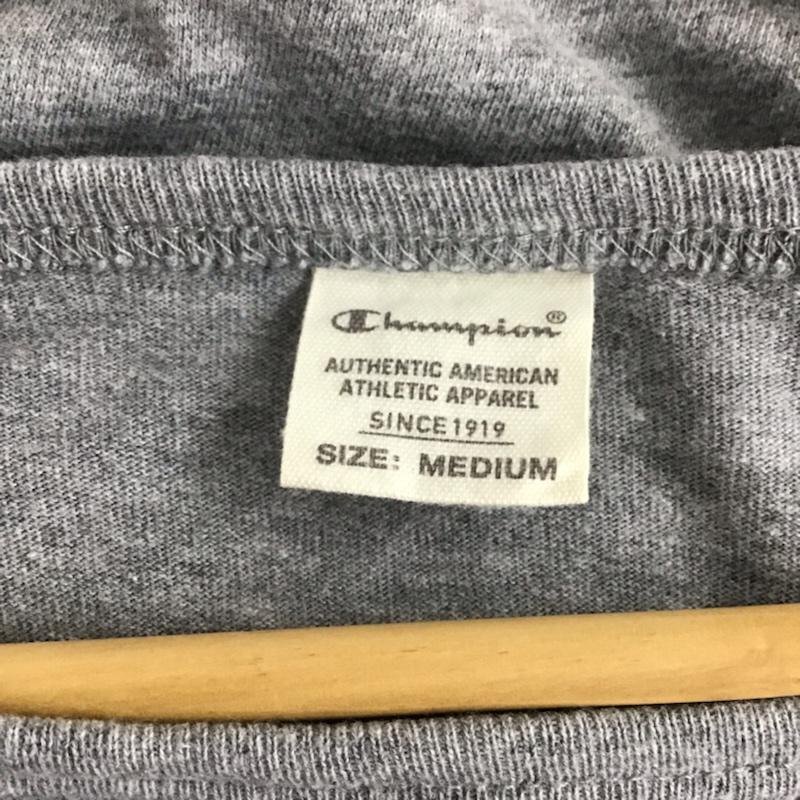 Champion®
AUTHENTIC AMERICAN
ATHLETIC APPAREL
SINCE 1919
SIZE: MEDIUM